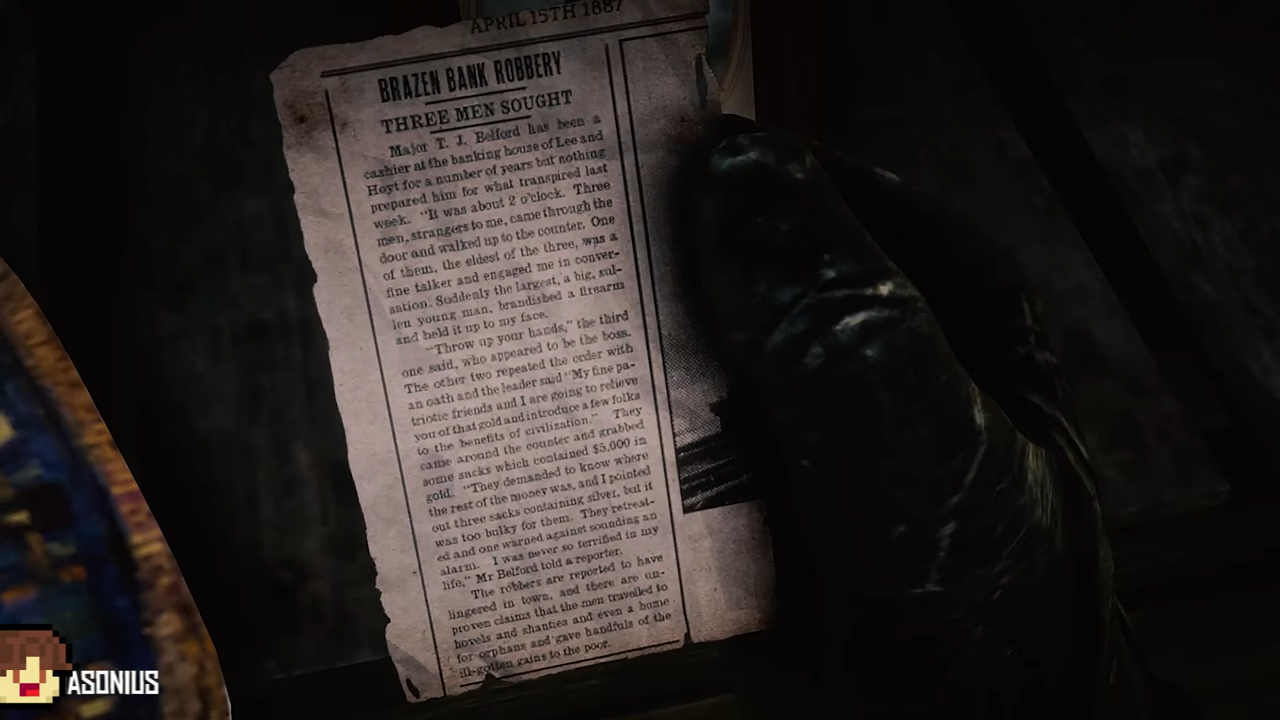 APRIL 15TH 1887
BRAZEN BANK ROBBERY
THREE MEN SOUGHT
Major T. J. Belford has been a
cashier at the banking house of Lee and
Hoyt for a number of years but nothing
prepared him for what transpired last
week. "It was about 2 o'clock. Three
men, strangers to me, came through the
door and walked up to the counter. One
of them, the eldest of the three, was a
fine talker and engaged me in conver-
sation. Suddenly the largest, a big, sul-
len young man, brandished a firearm
and held it up to my face.
"Throw up your hands," the third
one said, who appeared to be the boss.
The other two repeated the order with
an oath and the leader said "My fine pa-
triotic friends and I are going to relieve
you of that gold and introduce a few folks
to the benefits of civilization." They
came around the counter and grabbed
some sacks which contained $5,000 in
gold. "They demanded to know where
the rest of the money was, and I pointed
out three sacks containing silver, but it
was too bulky for them. They retreat-
ed and one warned against sounding an
alarm. I was never so terrified in my
life," Mr Belford told a reporter.
The robbers are reported to have
lingered in town, and there are un-
proven claims that the men travelled to
hovels and shanties and even a home
for orphans and gave handfuls of the
ill-gotten gains to the poor.
ASONIUS